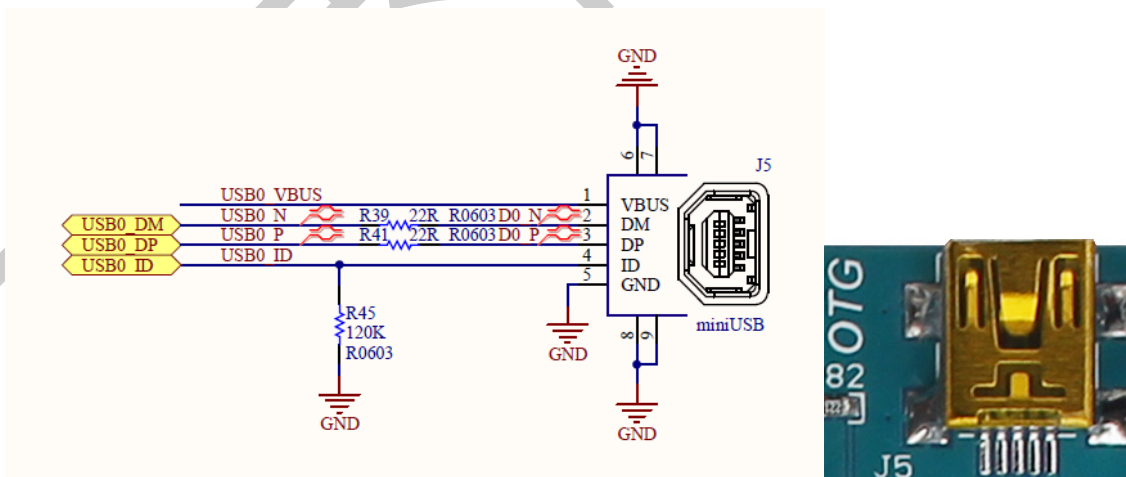 GND
6 7
J5
USB0_VBUS 1 VBUS
USB0_DM USB0_N R39 22R R0603 D0_N 2 DM
USB0_DP USB0_P R41 22R R0603 D0_P 3 DP
USB0_ID USB0_ID 4 ID
5 GND
R45
120K
R0603
GND
GND
8 9
miniUSB
GND
OTG
82
J5